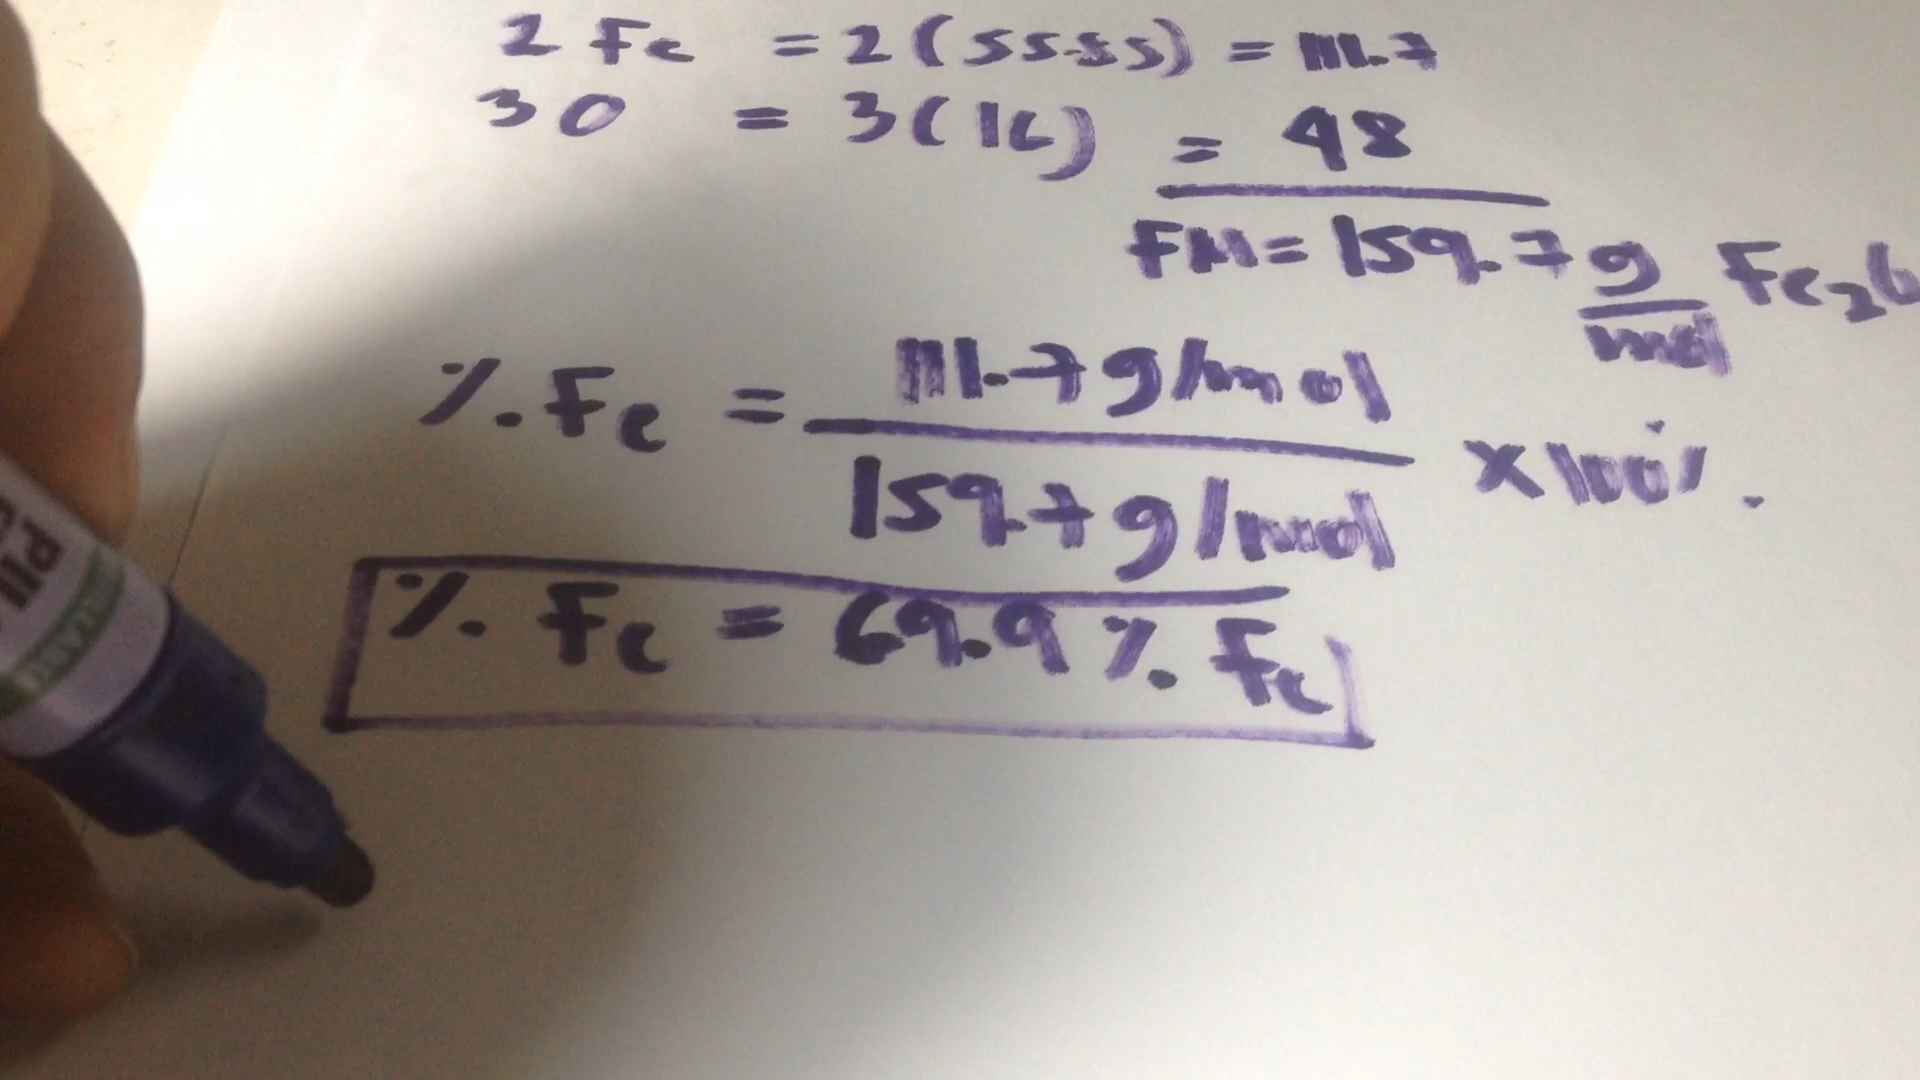 2 Fe = 2(55.85) = 111.7
3 O = 3(16) = 48
FM = 159.7 g/mol Fe₂O
% Fe = 111.7 g/mol / 159.7 g/mol x 100%
% Fe = 69.9 % Fe